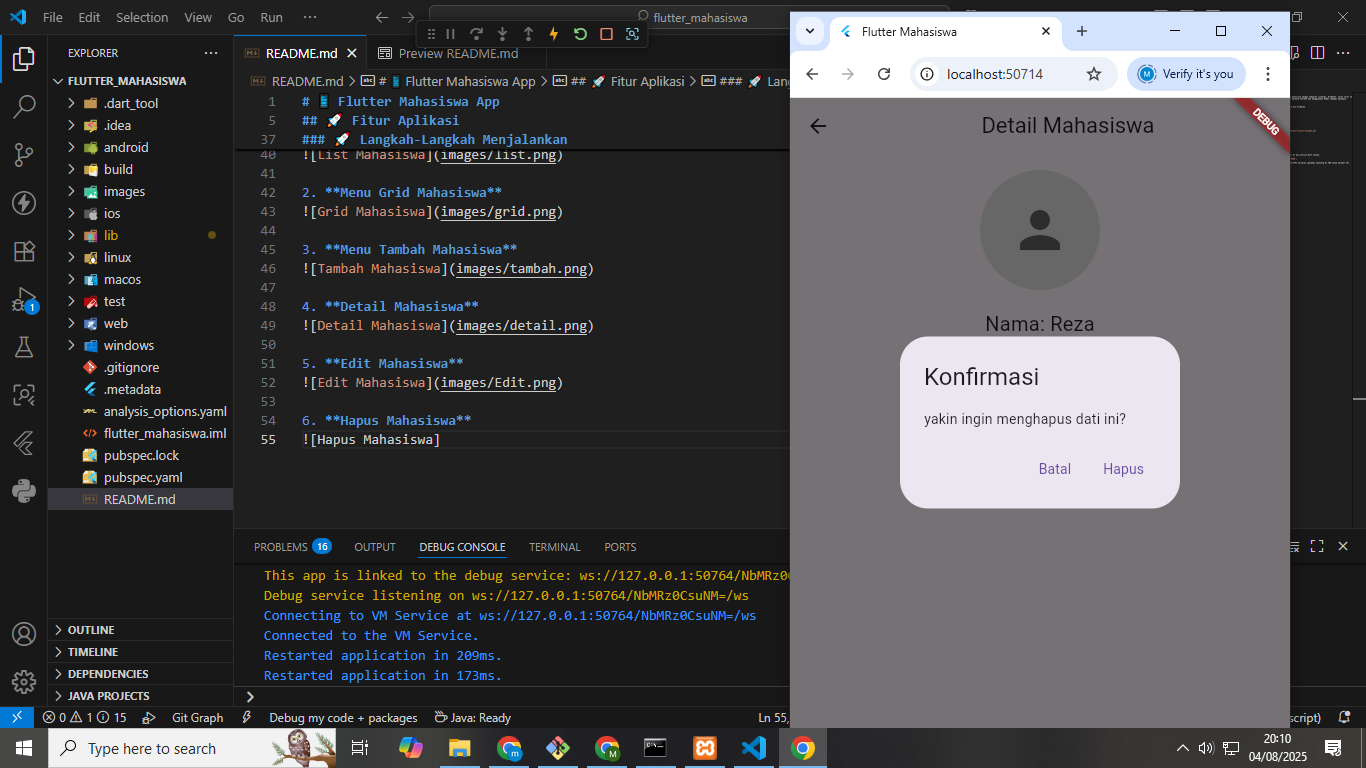 File Edit Selection View Go Run ···
flutter_mahasiswa
EXPLORER
FLUTTER_MAHASISWA
.dart_tool
.idea
android
build
images
ios
lib
linux
macos
test
web
windows
.gitignore
.metadata
analysis_options.yaml
flutter_mahasiswa.iml
pubspec.lock
pubspec.yaml
README.md
OUTLINE
TIMELINE
DEPENDENCIES
JAVA PROJECTS
README.md Preview README.md
README.md > # 📱 Flutter Mahasiswa App > ## 🚀 Fitur Aplikasi > ### 🚀 Lang
1 # 📱 Flutter Mahasiswa App
5 ## 🚀 Fitur Aplikasi
37 ### 🚀 Langkah-Langkah Menjalankan
40 ![List Mahasiswa](images/list.png)
41
42 2. **Menu Grid Mahasiswa**
43 ![Grid Mahasiswa](images/grid.png)
44
45 3. **Menu Tambah Mahasiswa**
46 ![Tambah Mahasiswa](images/tambah.png)
47
48 4. **Detail Mahasiswa**
49 ![Detail Mahasiswa](images/detail.png)
50
51 5. **Edit Mahasiswa**
52 ![Edit Mahasiswa](images/Edit.png)
53
54 6. **Hapus Mahasiswa**
55 ![Hapus Mahasiswa]
PROBLEMS 16 OUTPUT DEBUG CONSOLE TERMINAL PORTS
This app is linked to the debug service: ws://127.0.0.1:50764/NbMRz0
Debug service listening on ws://127.0.0.1:50764/NbMRz0CsuNM=/ws
Connecting to VM Service at ws://127.0.0.1:50764/NbMRz0CsuNM=/ws
Connected to the VM Service.
Restarted application in 209ms.
Restarted application in 173ms.
1
Flutter Mahasiswa
localhost:50714
M Verify it's you
Detail Mahasiswa
DEBUG
Nama: Reza
Konfirmasi
yakin ingin menghapus dati ini?
Batal Hapus
0 1 15 Git Graph Debug my code + packages Java: Ready Ln 55, script)
Type here to search
20:10
04/08/2025